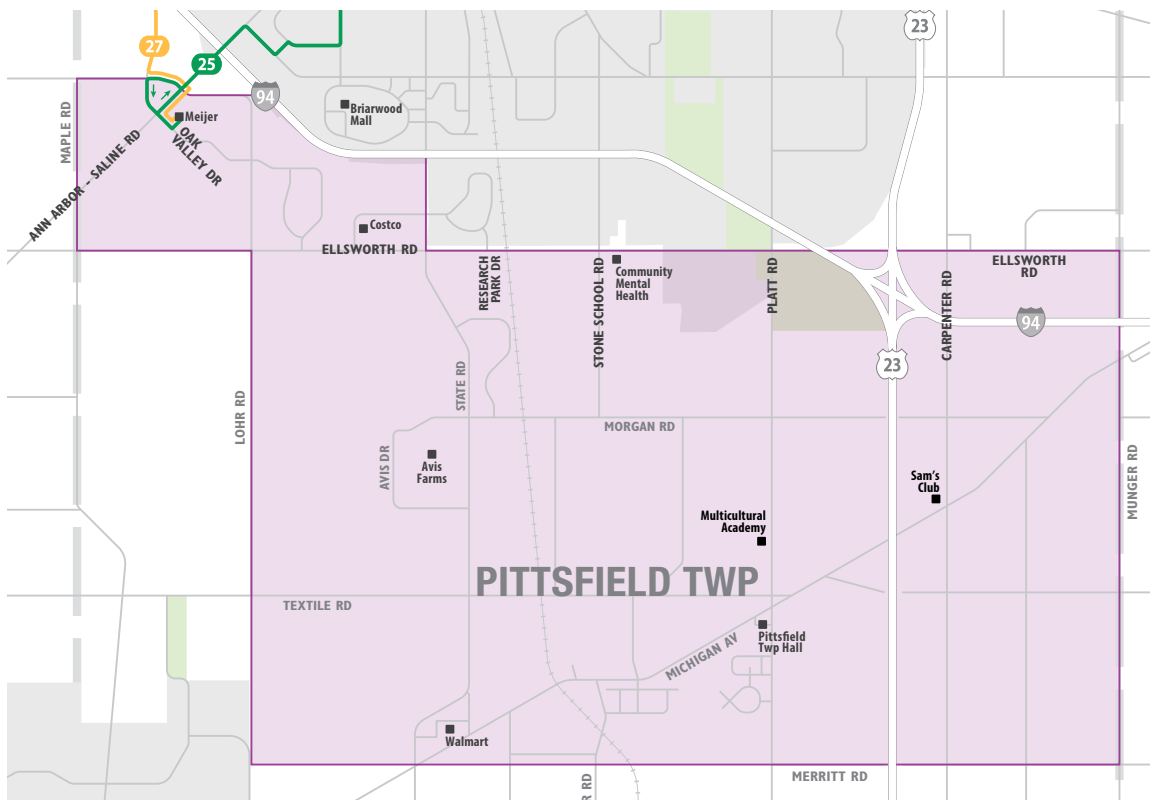 23
27
25
94
Briarwood
Mall
Meijer
MAPLE RD
OAK
VALLEY DR
ANN ARBOR - SALINE RD
Costco
ELLSWORTH RD
RESEARCH
PARK DR
STONE SCHOOL RD
Community
Mental
Health
PLATT RD
ELLSWORTH
RD
CARPENTER RD
94
23
STATE RD
LOHR RD
MORGAN RD
AVIS DR
Avis
Farms
Sam's
Club
MUNGER RD
Multicultural
Academy
PITTSFIELD TWP
TEXTILE RD
Pittsfield
Twp Hall
MICHIGAN AV
Walmart
MERRITT RD
R RD